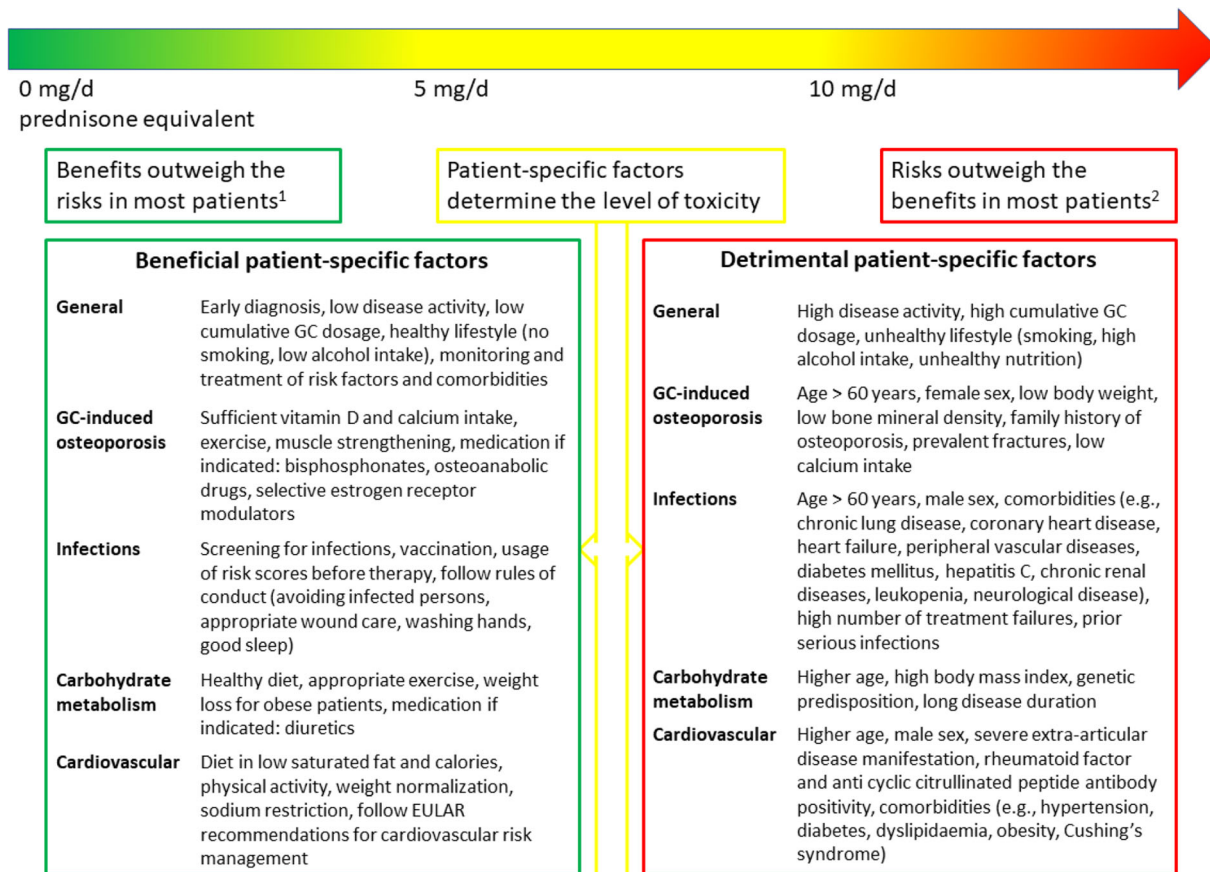 0 mg/d
prednisone equivalent
5 mg/d
10 mg/d
Benefits outweigh the
risks in most patients¹
Patient-specific factors
determine the level of toxicity
Risks outweigh the
benefits in most patients²
Beneficial patient-specific factors
General
Early diagnosis, low disease activity, low
cumulative GC dosage, healthy lifestyle (no
smoking, low alcohol intake), monitoring and
treatment of risk factors and comorbidities
GC-induced
osteoporosis
Sufficient vitamin D and calcium intake,
exercise, muscle strengthening, medication if
indicated: bisphosphonates, osteoanabolic
drugs, selective estrogen receptor
modulators
Infections
Screening for infections, vaccination, usage
of risk scores before therapy, follow rules of
conduct (avoiding infected persons,
appropriate wound care, washing hands,
good sleep)
Carbohydrate
metabolism
Healthy diet, appropriate exercise, weight
loss for obese patients, medication if
indicated: diuretics
Cardiovascular
Diet in low saturated fat and calories,
physical activity, weight normalization,
sodium restriction, follow EULAR
recommendations for cardiovascular risk
management
Detrimental patient-specific factors
General
High disease activity, high cumulative GC
dosage, unhealthy lifestyle (smoking, high
alcohol intake, unhealthy nutrition)
GC-induced
osteoporosis
Age > 60 years, female sex, low body weight,
low bone mineral density, family history of
osteoporosis, prevalent fractures, low
calcium intake
Infections
Age > 60 years, male sex, comorbidities (e.g.,
chronic lung disease, coronary heart disease,
heart failure, peripheral vascular diseases,
diabetes mellitus, hepatitis C, chronic renal
diseases, leukopenia, neurological disease),
high number of treatment failures, prior
serious infections
Carbohydrate
metabolism
Higher age, high body mass index, genetic
predisposition, long disease duration
Cardiovascular
Higher age, male sex, severe extra-articular
disease manifestation, rheumatoid factor
and anti cyclic citrullinated peptide antibody
positivity, comorbidities (e.g., hypertension,
diabetes, dyslipidaemia, obesity, Cushing's
syndrome)